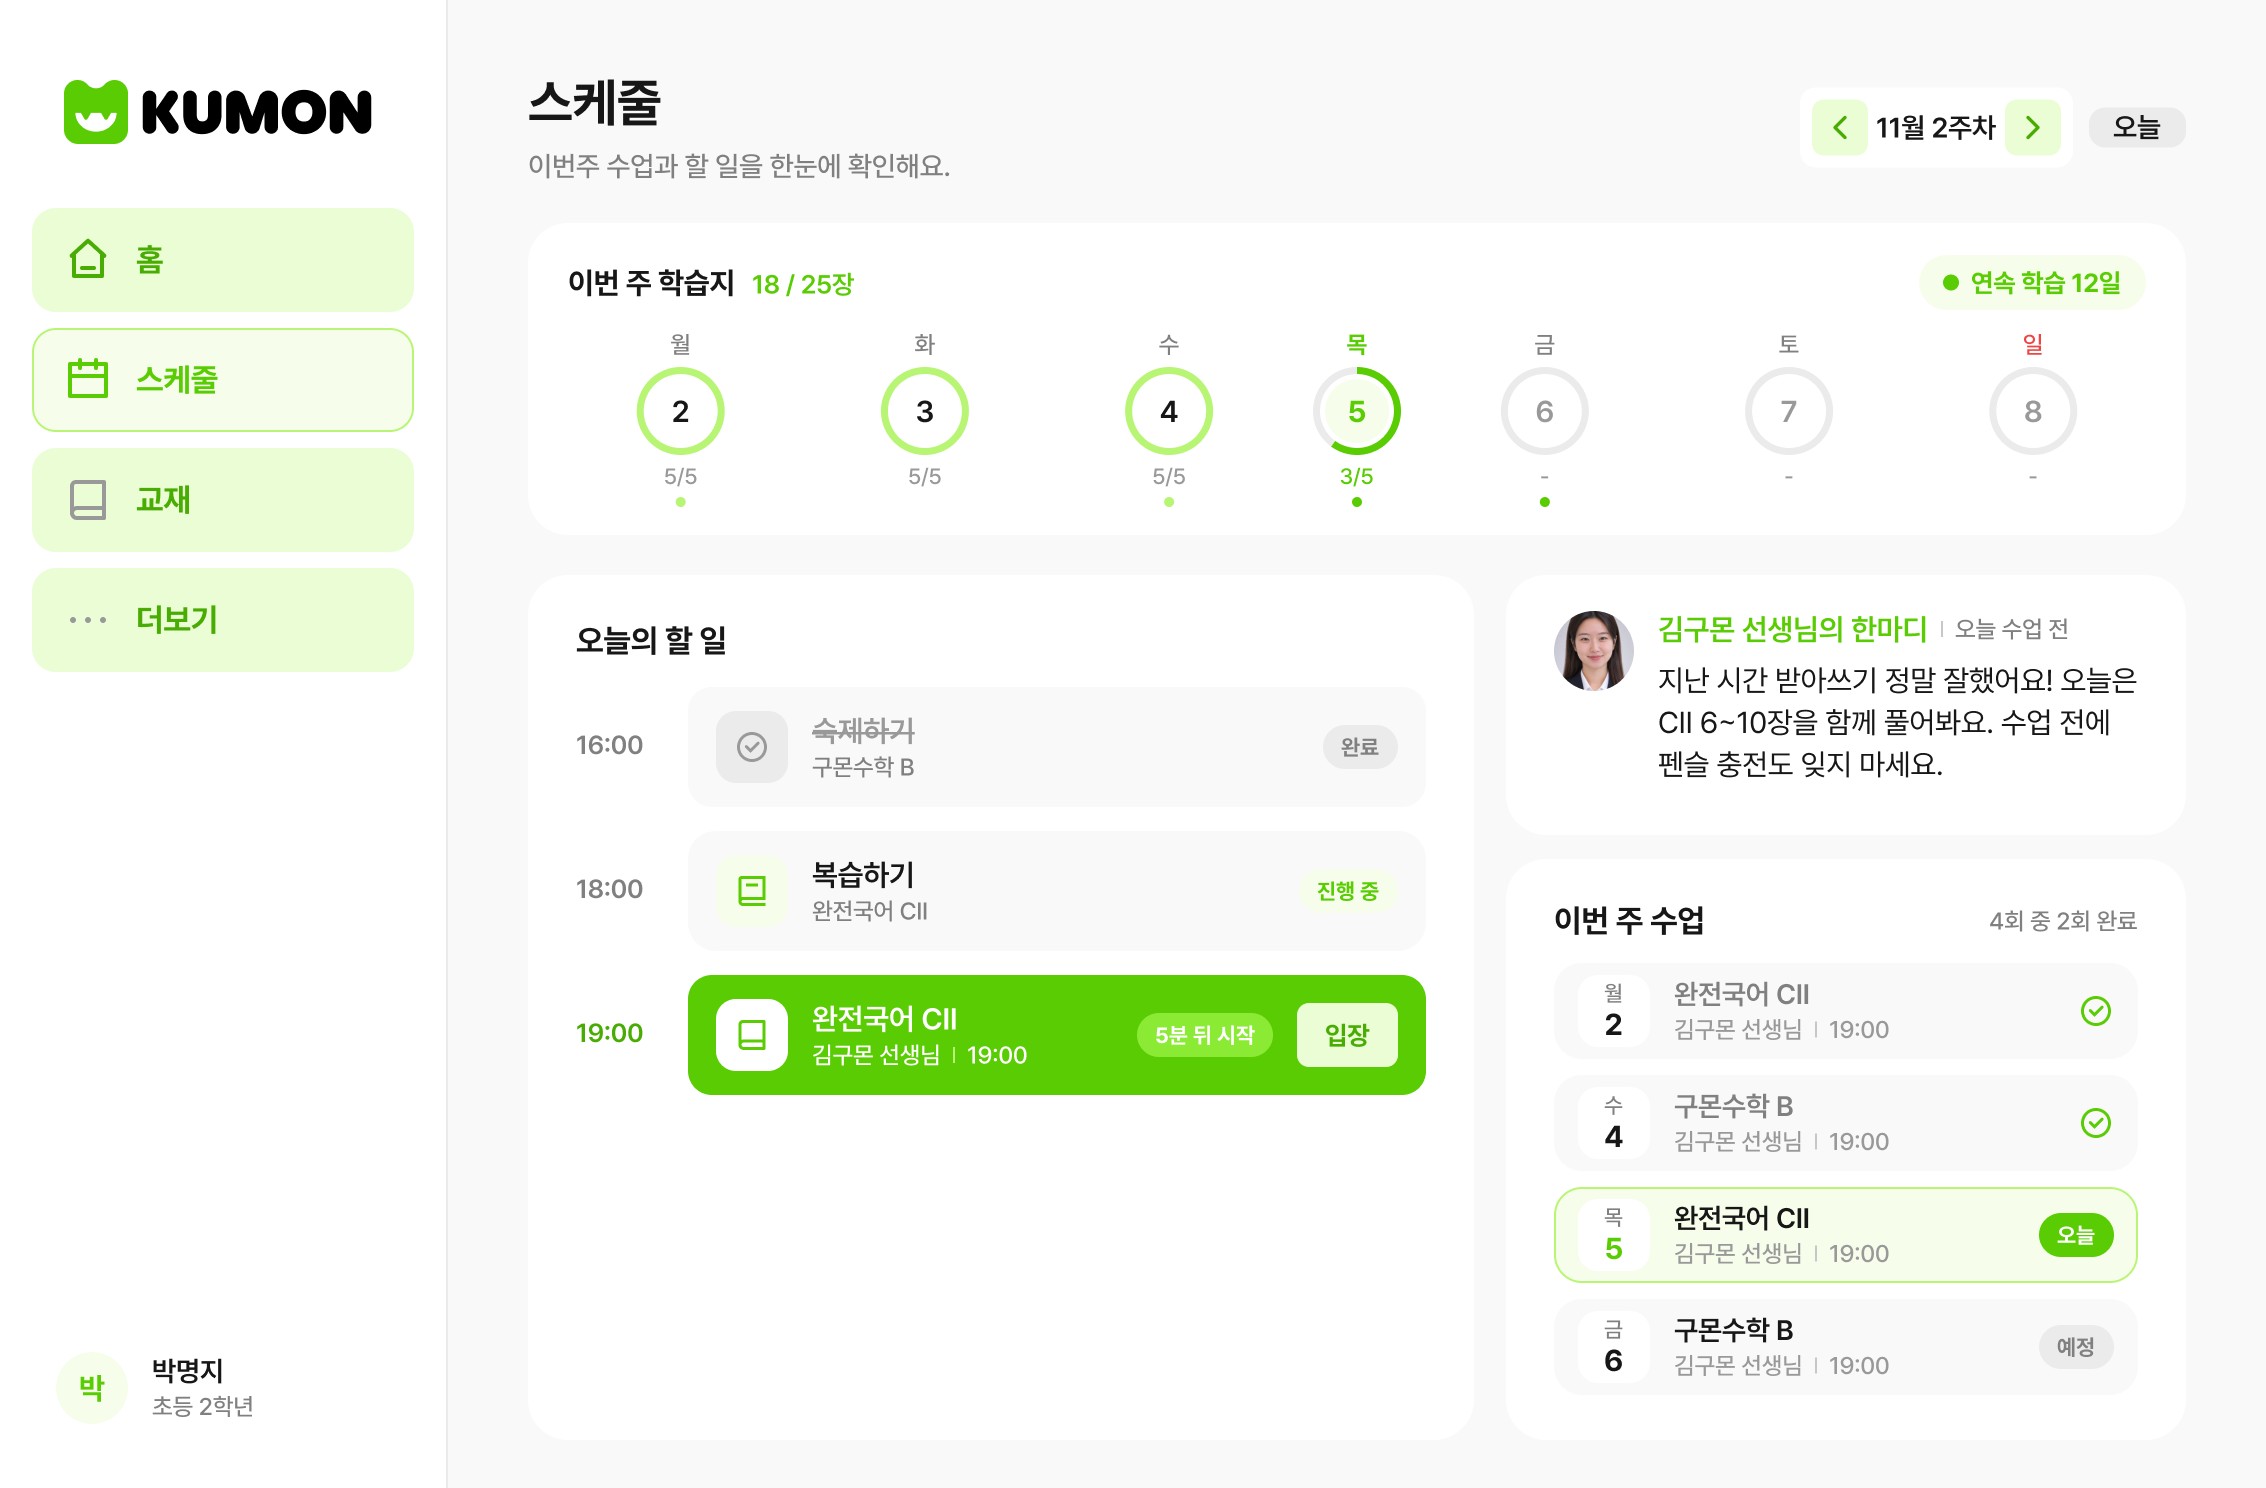 KUMON
홈
스케줄
교재
더보기
박
박명지
초등 2학년
스케줄
이번주 수업과 할 일을 한눈에 확인해요.
11월 2주차
오늘
이번 주 학습지 18 / 25장
연속 학습 12일
월 화 수 목 금 토 일
2 3 4 5 6 7 8
5/5 5/5 5/5 3/5 - - -
오늘의 할 일
16:00
숙제하기
구몬수학 B
완료
18:00
복습하기
완전국어 CII
진행 중
19:00
완전국어 CII
김구몬 선생님 | 19:00
5분 뒤 시작
입장
김구몬 선생님의 한마디 | 오늘 수업 전
지난 시간 받아쓰기 정말 잘했어요! 오늘은
CII 6~10장을 함께 풀어봐요. 수업 전에
펜슬 충전도 잊지 마세요.
이번 주 수업
4회 중 2회 완료
월
2
완전국어 CII
김구몬 선생님 | 19:00
수
4
구몬수학 B
김구몬 선생님 | 19:00
목
5
완전국어 CII
김구몬 선생님 | 19:00
오늘
금
6
구몬수학 B
김구몬 선생님 | 19:00
예정